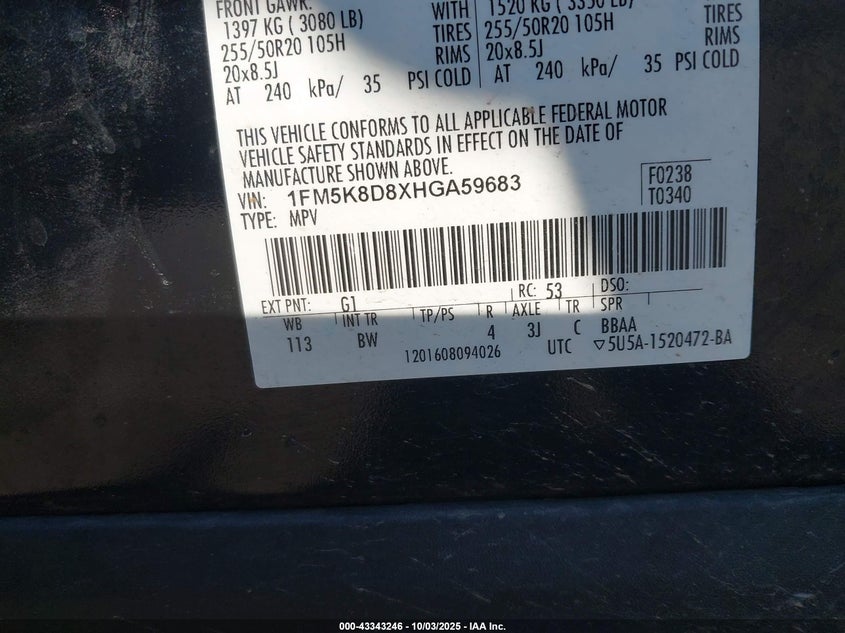 FRONT GAWR:
1397 KG ( 3080 LB) WITH 1520 KG ( 3350 LB)
255/50R20 105H TIRES 255/50R20 105H TIRES
20x8.5J RIMS 20x8.5J RIMS
AT 240 kPa/ 35 PSI COLD AT 240 kPa/ 35 PSI COLD
THIS VEHICLE CONFORMS TO ALL APPLICABLE FEDERAL MOTOR
VEHICLE SAFETY STANDARDS IN EFFECT ON THE DATE OF
MANUFACTURE SHOWN ABOVE.
VIN: 1FM5K8D8XHGA59683 F0238
TYPE: MPV T0340
EXT PNT: G1 RC: 53 DSO:
WB INT TR TP/PS R AXLE TR SPR
113 BW 4 3J C BBAA
1201608094026 UTC ▽5U5A-1520472-BA
000-43343246 - 10/03/2025 - IAA Inc.